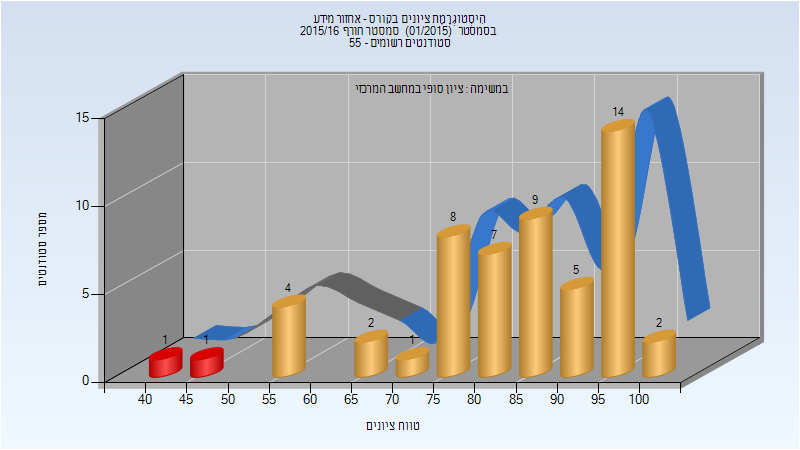 היסטוגרמת ציונים בקורס - אחזור מידע
בסמסטר (01/2015) סמסטר חורף 2015/16
סטודנטים רשומים - 55
במשימה : ציון סופי במחשב המרכזי
מספר סטודנטים
15
10
5
0
1
1
4
2
1
8
7
9
5
14
2
40 45 50 55 60 65 70 75 80 85 90 95 100
טווח ציונים